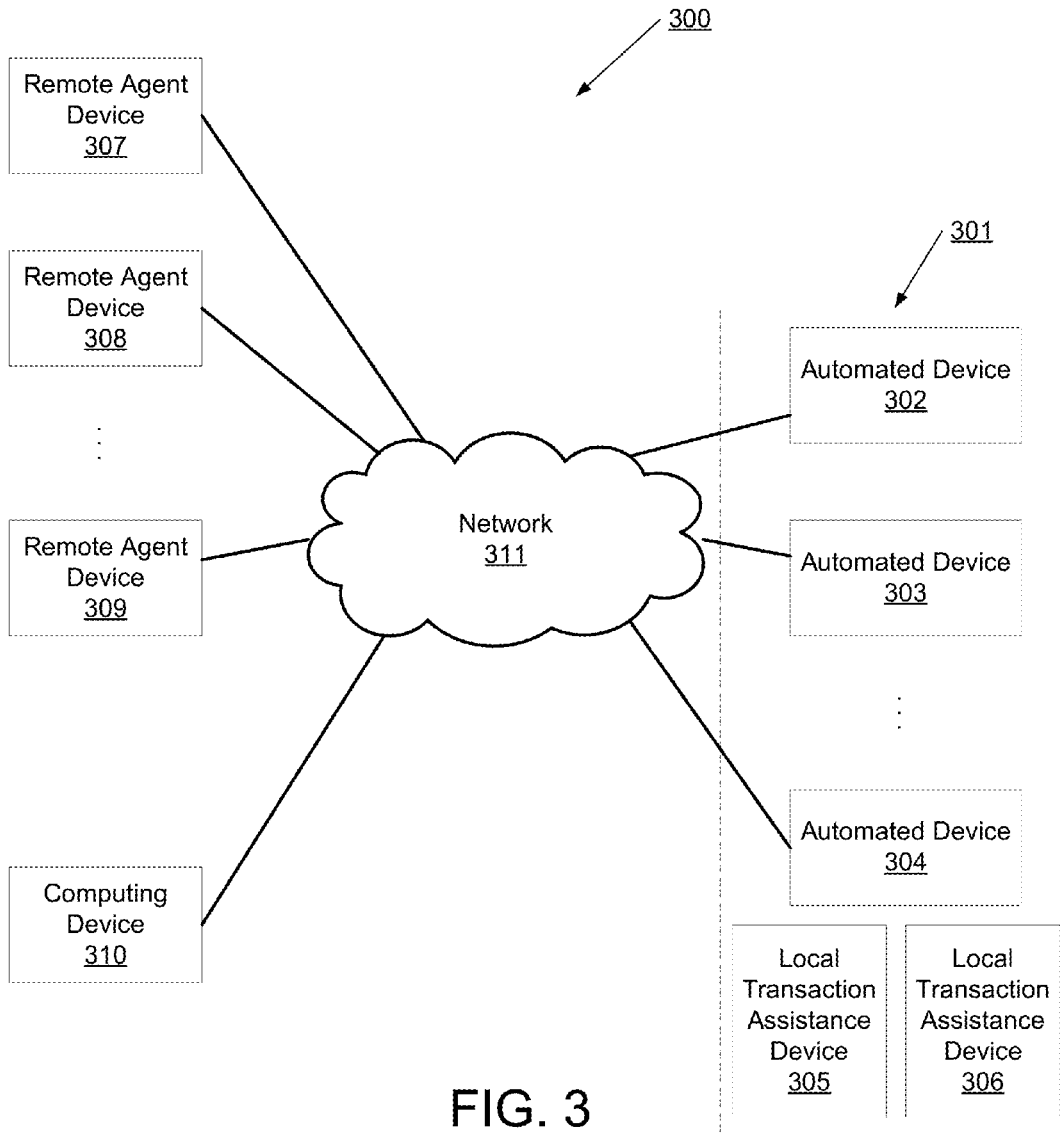 300
Remote Agent
Device
307
Remote Agent
Device
308
Remote Agent
Device
309
Computing
Device
310
Network
311
301
Automated Device
302
Automated Device
303
Automated Device
304
Local
Transaction
Assistance
Device
305
Local
Transaction
Assistance
Device
306
FIG. 3